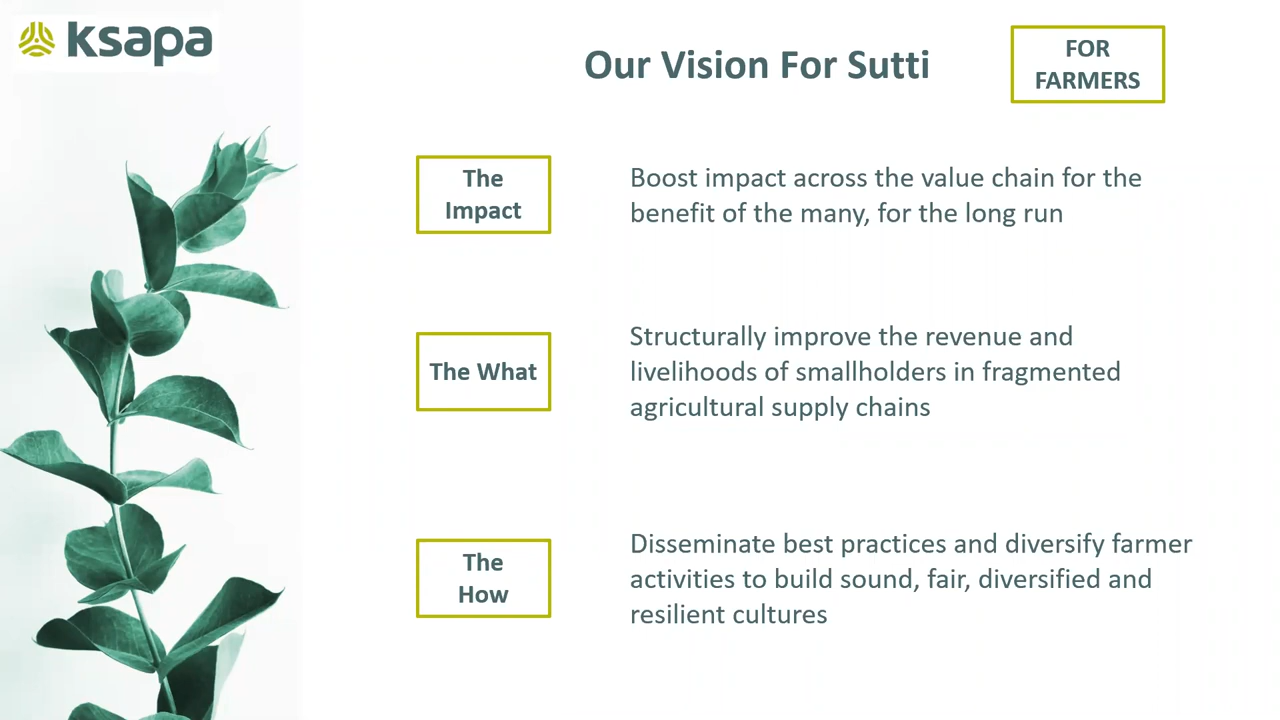 ksapa
Our Vision For Sutti
FOR
FARMERS
The
Impact
Boost impact across the value chain for the
benefit of the many, for the long run
The What
Structurally improve the revenue and
livelihoods of smallholders in fragmented
agricultural supply chains
The
How
Disseminate best practices and diversify farmer
activities to build sound, fair, diversified and
resilient cultures